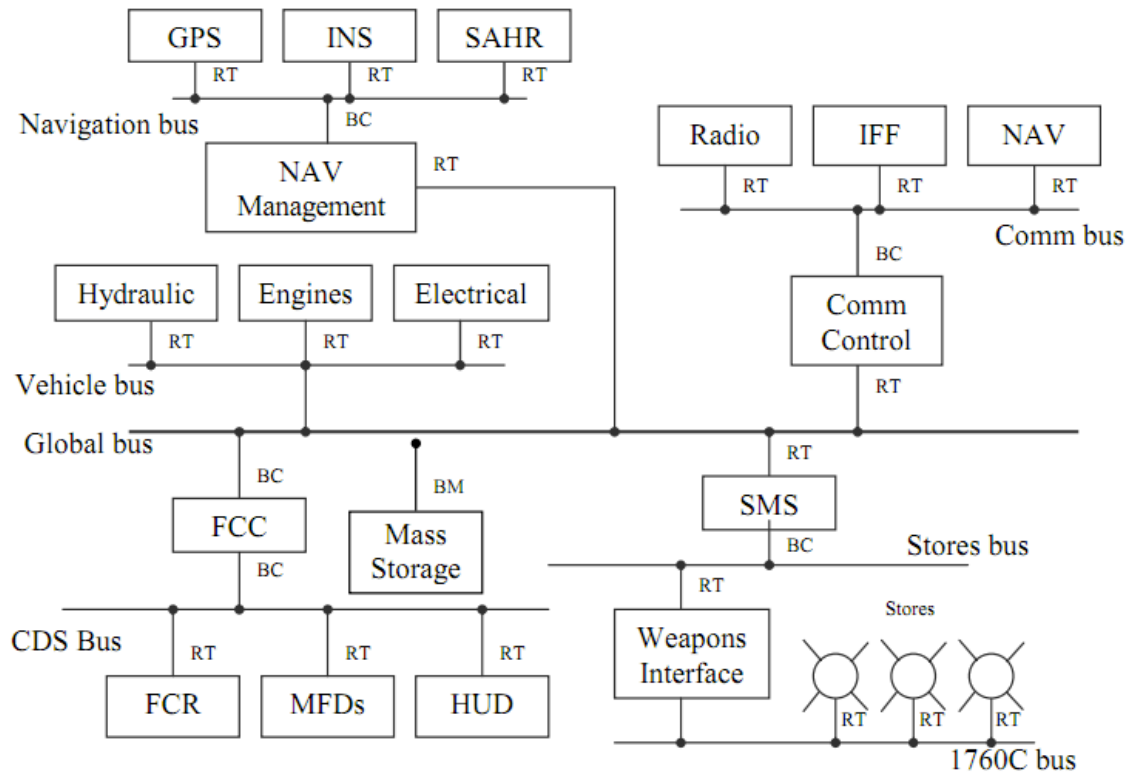 GPS
INS
SAHR
RT
RT
RT
Navigation bus
BC
NAV
Management
RT
Radio
IFF
NAV
RT
RT
RT
Comm bus
BC
Comm
Control
RT
Hydraulic
Engines
Electrical
RT
RT
RT
Vehicle bus
Global bus
BC
FCC
BC
BM
Mass
Storage
RT
SMS
BC
Stores bus
CDS Bus
RT
RT
RT
FCR
MFDs
HUD
RT
Weapons
Interface
Stores
RT
RT
RT
1760C bus